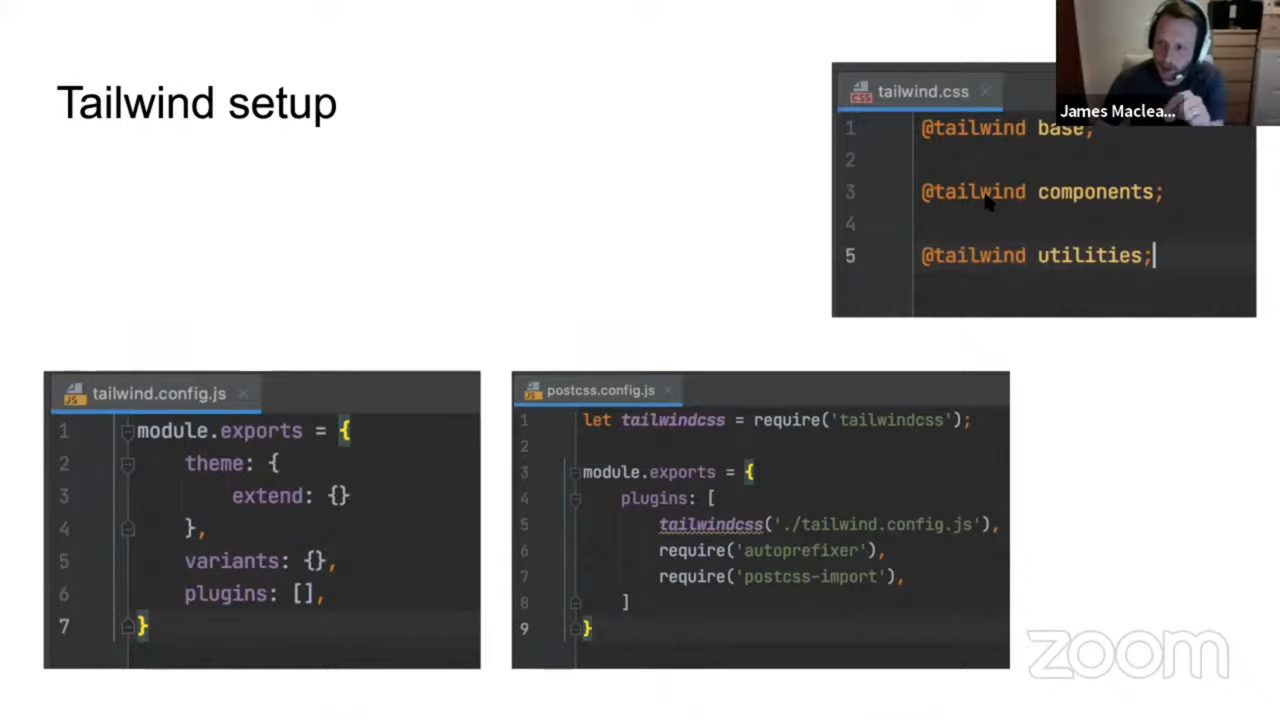 Tailwind setup
James Maclea...
tailwind.css
1 @tailwind base;
2
3 @tailwind components;
4
5 @tailwind utilities;
tailwind.config.js
1 module.exports = {
2 theme: {
3 extend: {}
4 },
5 variants: {},
6 plugins: [],
7 }
postcss.config.js
1 let tailwindcss = require('tailwindcss');
2
3 module.exports = {
4 plugins: [
5 tailwindcss('./tailwind.config.js'),
6 require('autoprefixer'),
7 require('postcss-import'),
8 ]
9 }
zoom